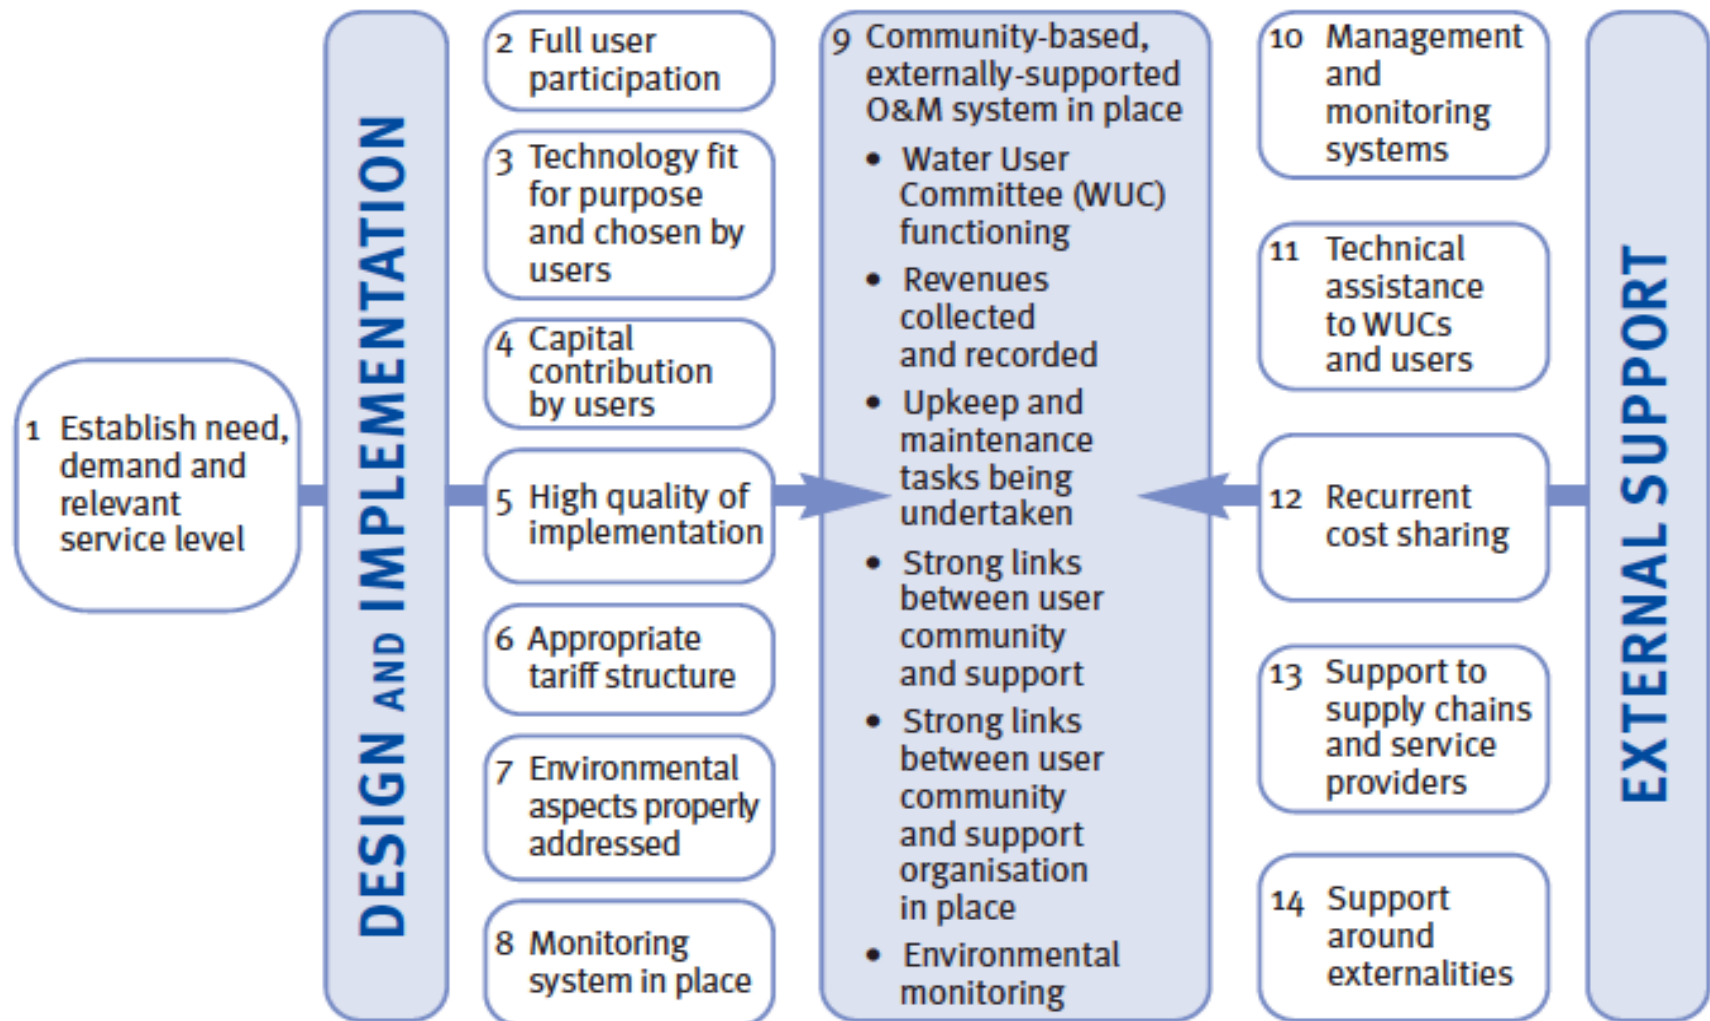 1 Establish need,
demand and
relevant
service level
DESIGN AND IMPLEMENTATION
2 Full user
participation
3 Technology fit
for purpose
and chosen by
users
4 Capital
contribution
by users
5 High quality of
implementation
6 Appropriate
tariff structure
7 Environmental
aspects properly
addressed
8 Monitoring
system in place
9 Community-based,
externally-supported
O&M system in place
• Water User
Committee (WUC)
functioning
• Revenues
collected
and recorded
• Upkeep and
maintenance
tasks being
undertaken
• Strong links
between user
community
and support
• Strong links
between user
community
and support
organisation
in place
• Environmental
monitoring
10 Management
and
monitoring
systems
11 Technical
assistance
to WUCs
and users
12 Recurrent
cost sharing
13 Support to
supply chains
and service
providers
14 Support
around
externalities
EXTERNAL SUPPORT